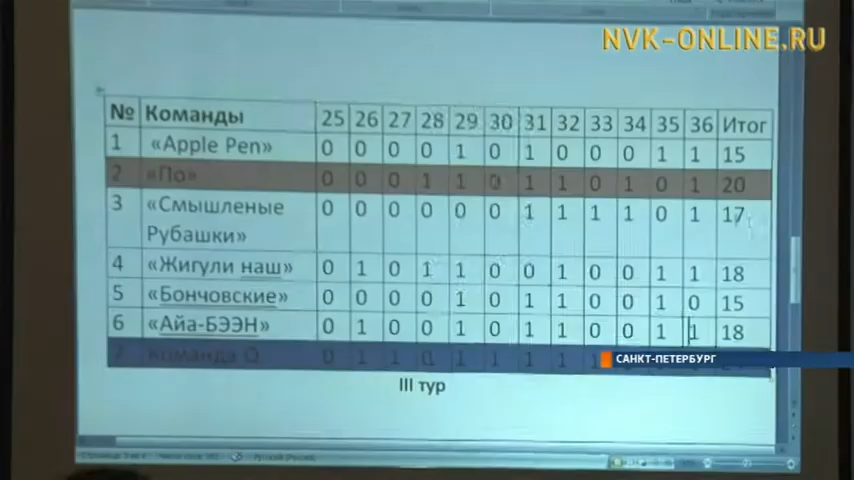 NVK-ONLINE.RU
№ Команды 25 26 27 28 29 30 31 32 33 34 35 36 Итог
1 «Apple Pen» 0 0 0 0 1 0 1 0 0 0 1 1 15
2 «По» 0 0 0 1 1 0 1 1 0 1 0 1 20
3 «Смышленые 0 0 0 0 0 0 1 1 1 1 0 1 17
Рубашки»
4 «Жигули наш» 0 1 0 1 1 0 0 1 0 0 1 1 18
5 «Бончовские» 0 0 0 0 1 0 1 1 0 0 1 0 15
6 «Айа-БЭЭН» 0 1 0 0 1 0 1 1 0 0 1 1 18
7 Команда Q 0 1 1 0 1 1 1 1
САНКТ-ПЕТЕРБУРГ
III тур